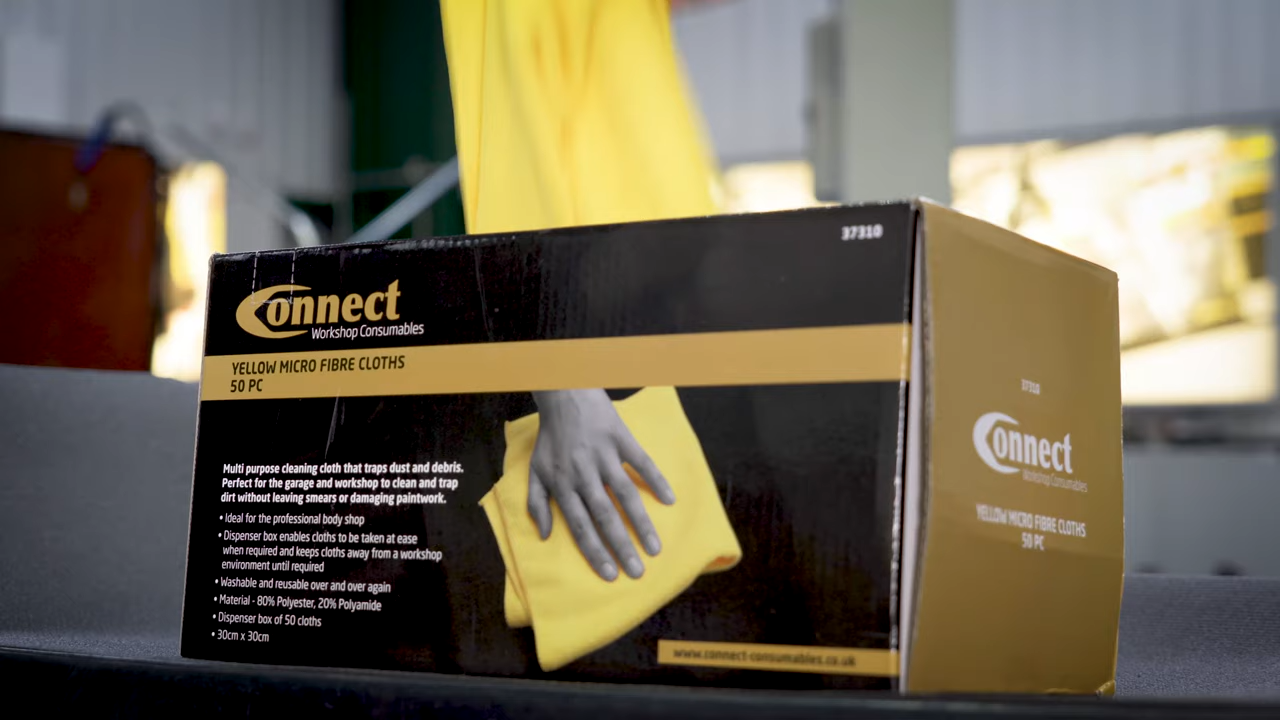 37310
Connect
Workshop Consumables
YELLOW MICRO FIBRE CLOTHS
50 PC
Multi purpose cleaning cloth that traps dust and debris.
Perfect for the garage and workshop to clean and trap
dirt without leaving smears or damaging paintwork.
• Ideal for the professional body shop
• Dispenser box enables cloths to be taken at ease
when required and keeps cloths away from a workshop
environment until required
• Washable and reusable over and over again
• Material - 80% Polyester, 20% Polyamide
• Dispenser box of 50 cloths
• 30cm x 30cm
www.connect-consumables.co.uk
37310
Connect
Workshop Consumables
YELLOW MICRO FIBRE CLOTHS
50 PC